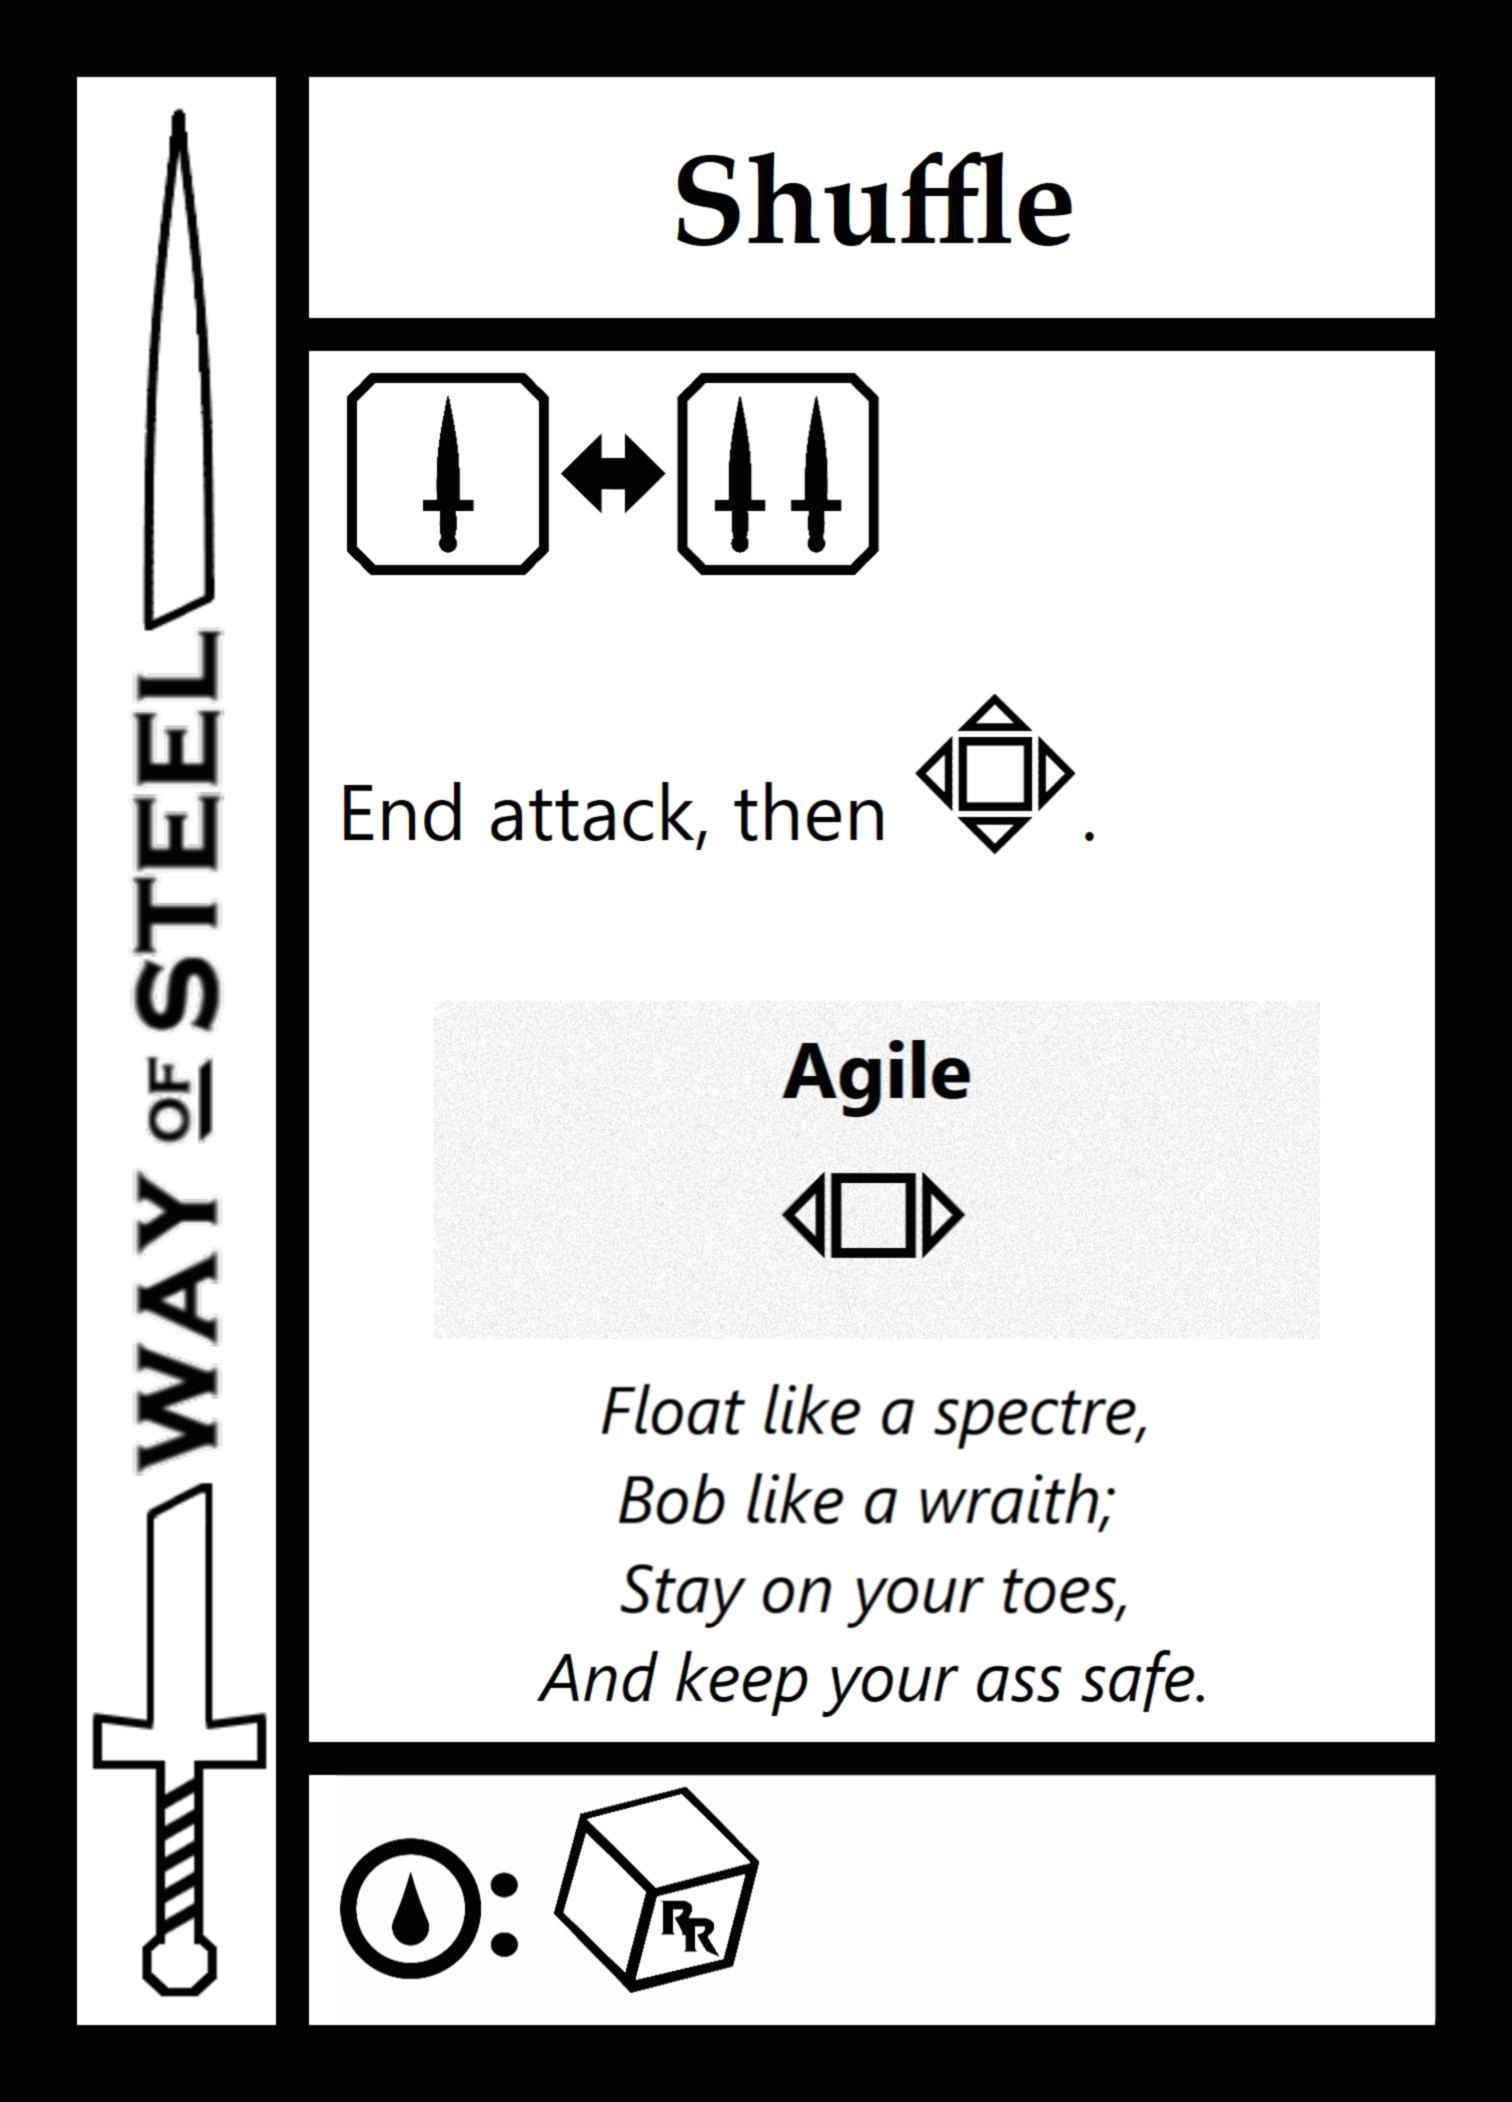 WAY OF STEEL
Shuffle
End attack, then .
Agile
Float like a spectre,
Bob like a wraith;
Stay on your toes,
And keep your ass safe.
:
RR